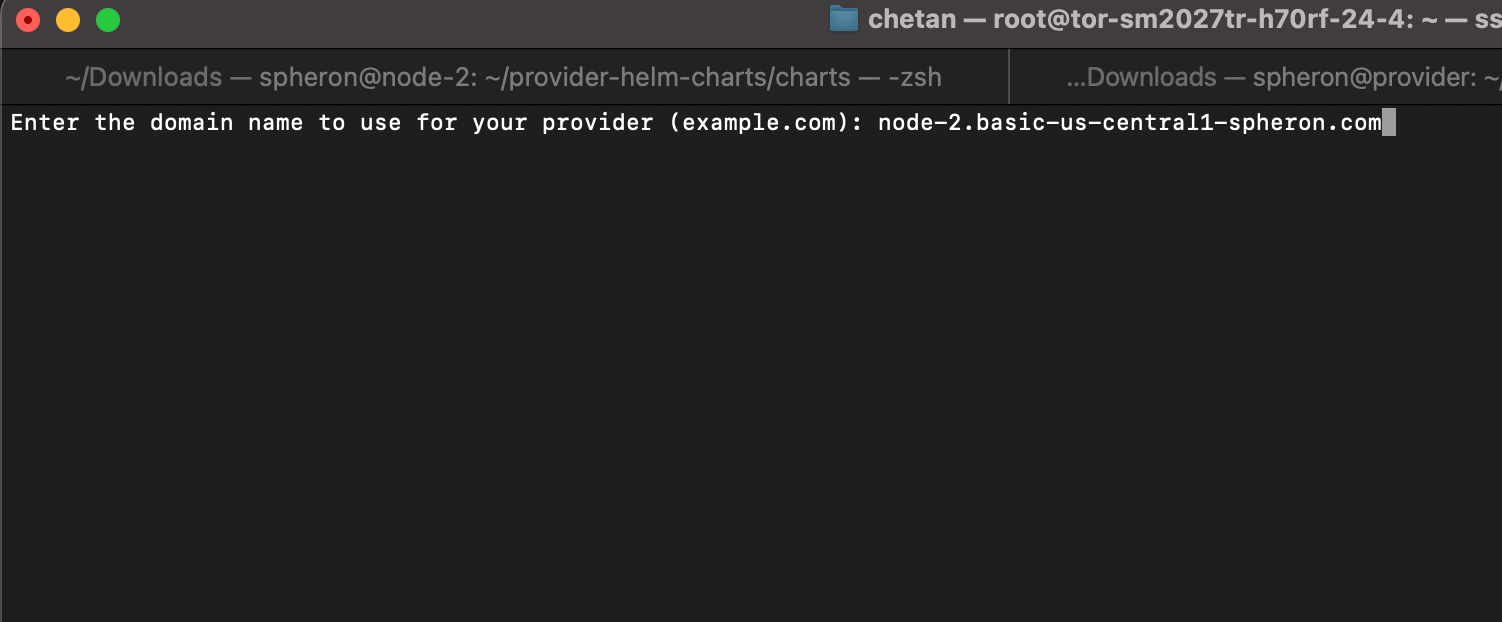 chetan — root@tor-sm2027tr-h70rf-24-4: ~ — ss
~/Downloads — spheron@node-2: ~/provider-helm-charts/charts — -zsh
...Downloads — spheron@provider: ~/
Enter the domain name to use for your provider (example.com): node-2.basic-us-central1-spheron.com